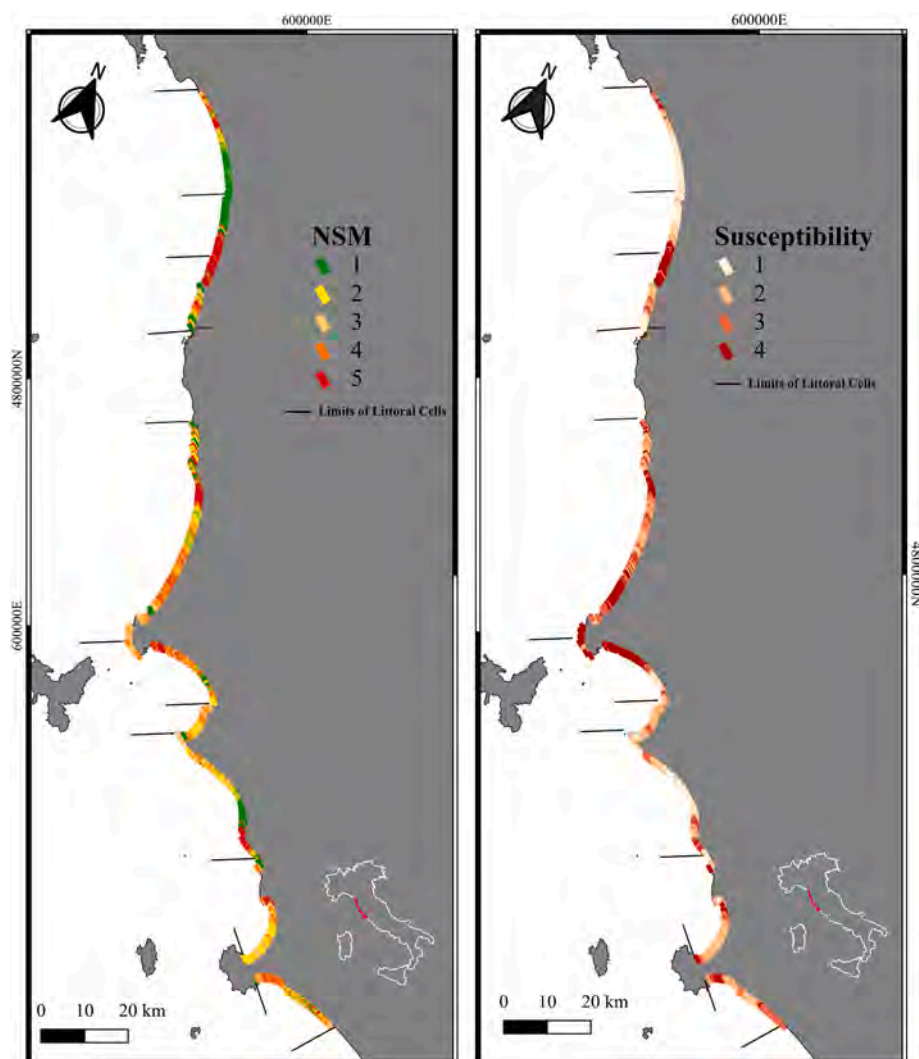 600000E
600000E
N
N
NSM
1
2
3
4
5
Limits of Littoral Cells
Susceptibility
1
2
3
4
Limits of Littoral Cells
4800000N
4800000N
600000E
0 10 20 km
0 10 20 km